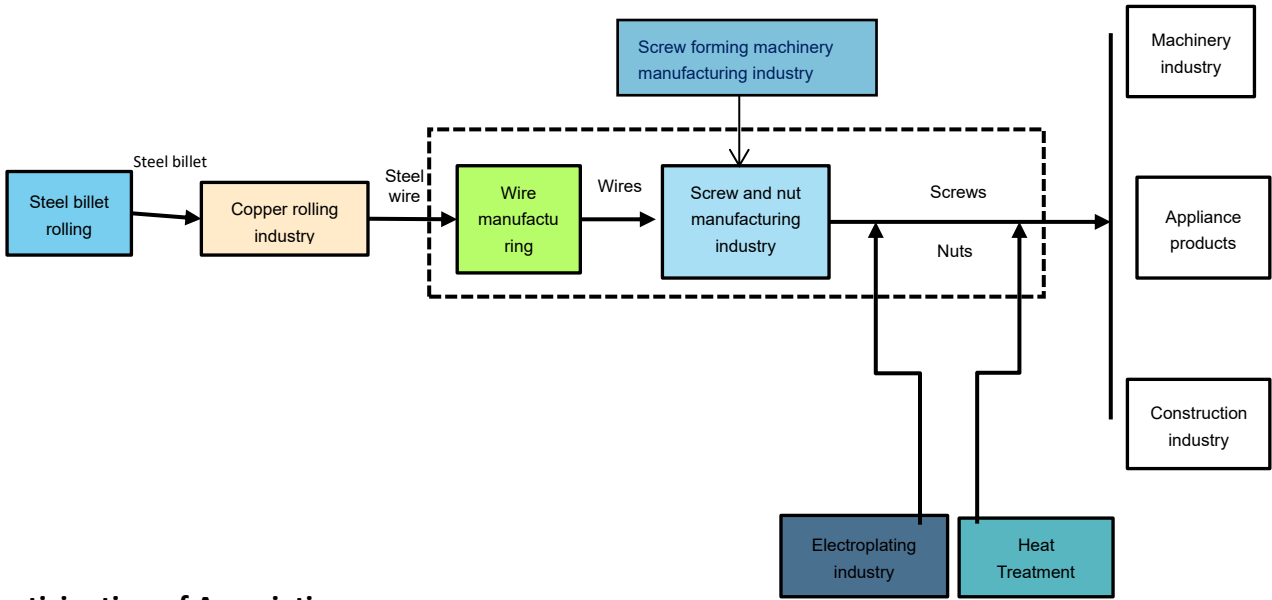 Machinery
industry
Screw forming machinery
manufacturing industry
Steel billet
Steel billet
rolling
Copper rolling
industry
Steel
wire
Wire
manufactu
ring
Wires
Screw and nut
manufacturing
industry
Screws
Nuts
Appliance
products
Construction
industry
Electroplating
industry
Heat
Treatment